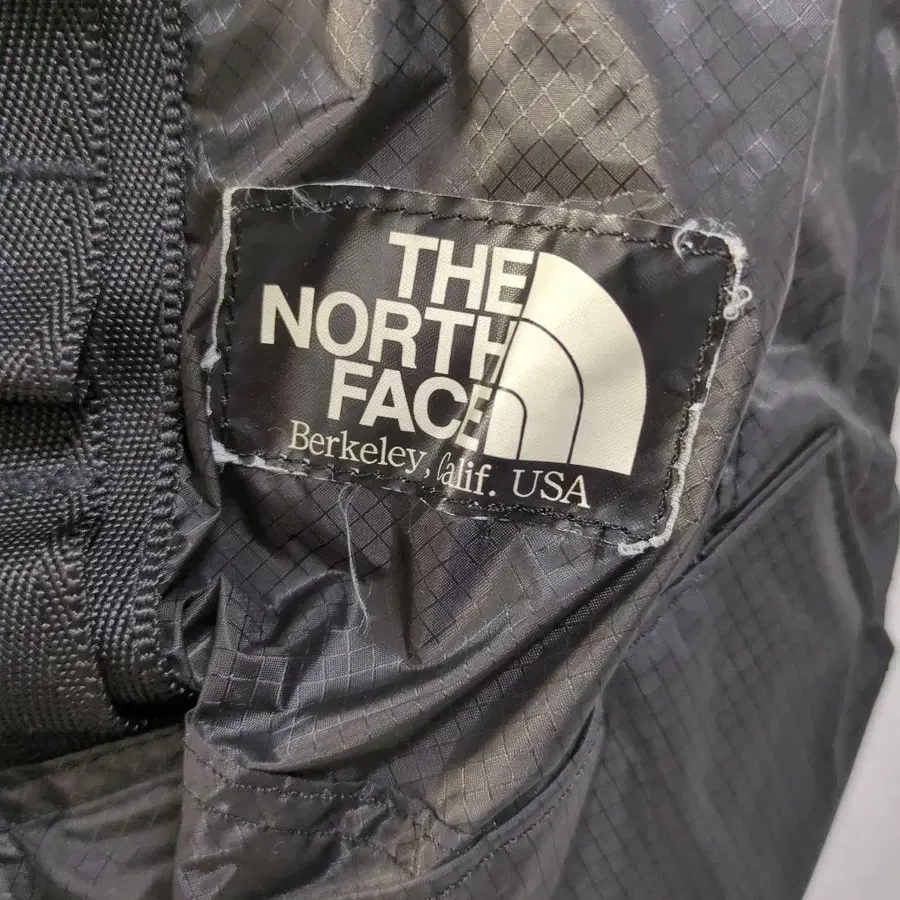 THE
NORTH
FACE
Berkeley, Calif. USA